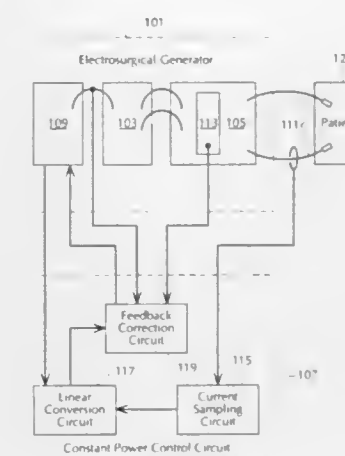 101
Electrosurgical Generator
109
103
113
105
Feedback
Correction
Circuit
117
119
115
Linear
Conversion
Circuit
Current
Sampling
Circuit
Constant Power Control Circuit